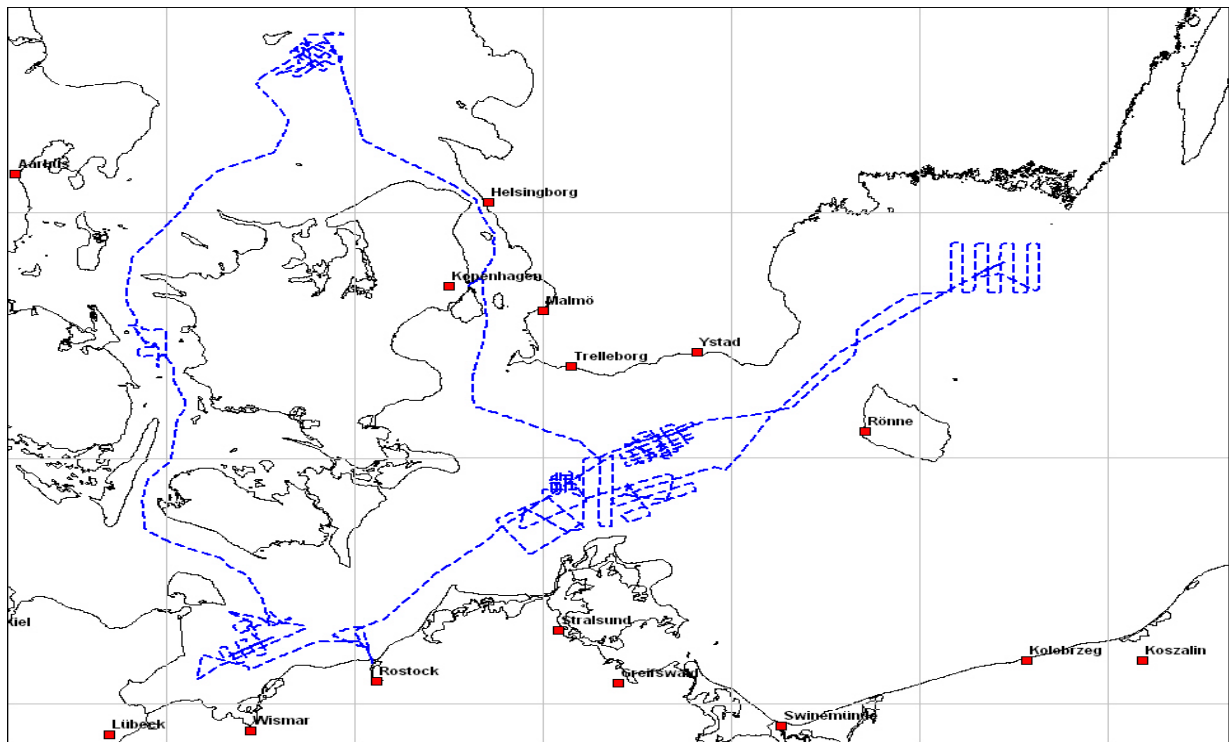 Aarhus
Helsingborg
Kopenhagen
Malmö
Trelleborg
Ystad
Rönne
Kiel
Stralsund
Rostock
Greifswald
Kolobrzeg
Koszalin
Lübeck
Wismar
Swinemünde